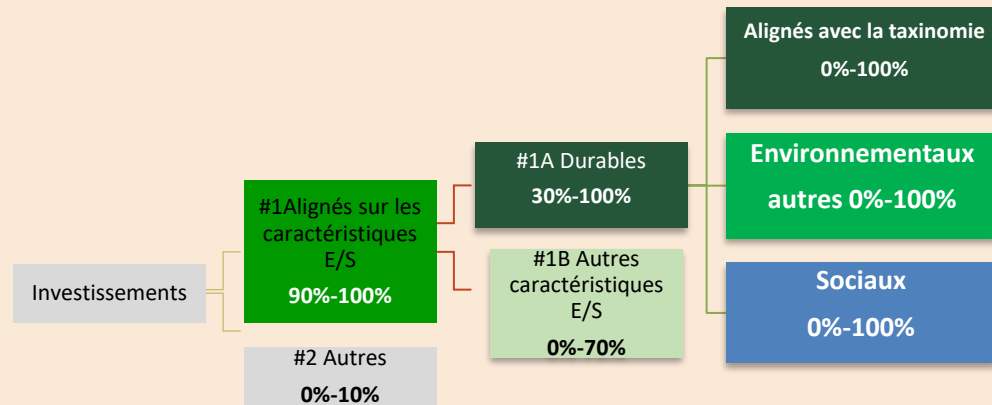 Investissements
#1Alignés sur les
caractéristiques
E/S
90%-100%
#2 Autres
0%-10%
#1A Durables
30%-100%
#1B Autres
caractéristiques
E/S
0%-70%
Alignés avec la taxinomie
0%-100%
Environnementaux
autres 0%-100%
Sociaux
0%-100%